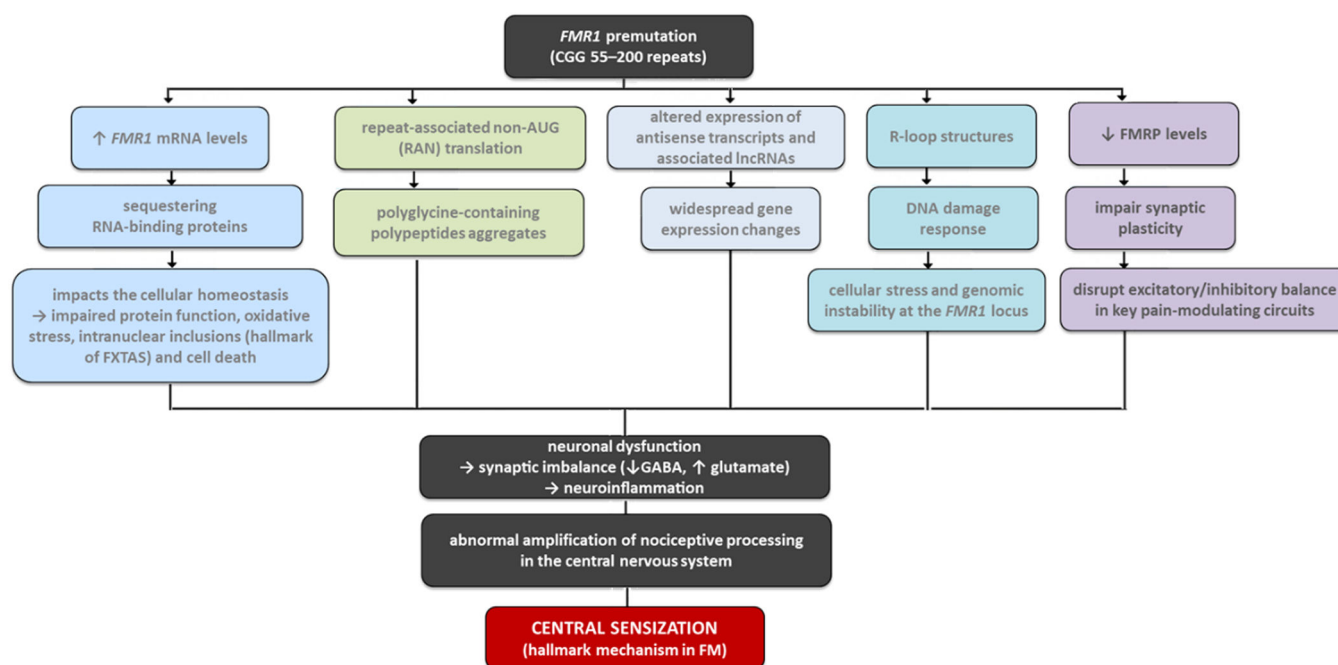 FMR1 premutation
(CGG 55–200 repeats)
↑ FMR1 mRNA levels
repeat-associated non-AUG
(RAN) translation
altered expression of
antisense transcripts and
associated lncRNAs
R-loop structures
↓ FMRP levels
sequestering
RNA-binding proteins
polyglycine-containing
polypeptides aggregates
widespread gene
expression changes
DNA damage
response
impair synaptic
plasticity
impacts the cellular homeostasis
→ impaired protein function, oxidative
stress, intranuclear inclusions (hallmark
of FXTAS) and cell death
cellular stress and genomic
instability at the FMR1 locus
disrupt excitatory/inhibitory balance
in key pain-modulating circuits
neuronal dysfunction
→ synaptic imbalance (↓GABA, ↑ glutamate)
→ neuroinflammation
abnormal amplification of nociceptive processing
in the central nervous system
CENTRAL SENSIZATION
(hallmark mechanism in FM)